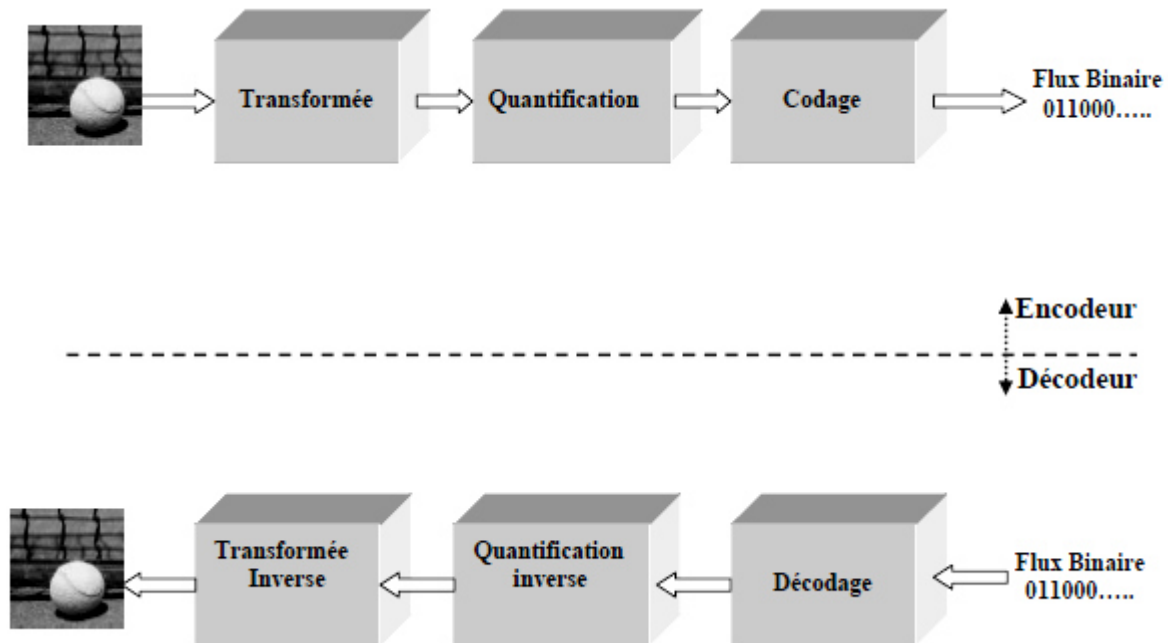 Transformée
Quantification
Codage
Flux Binaire
011000.....
Encodeur
Décodeur
Transformée
Inverse
Quantification
inverse
Décodage
Flux Binaire
011000.....